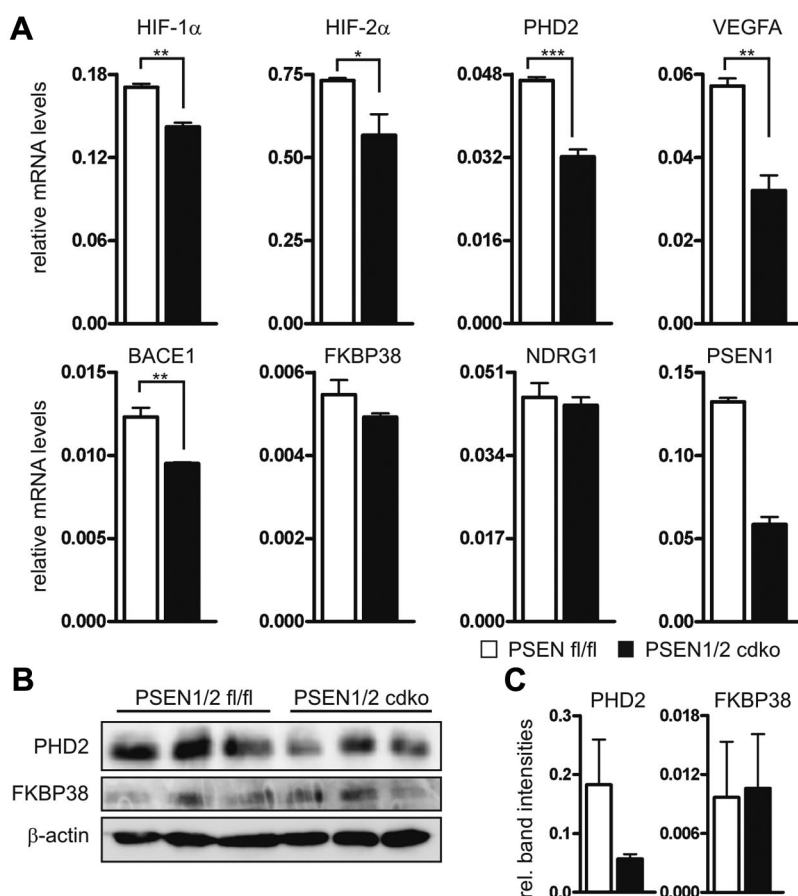 A
HIF-1α HIF-2α PHD2 VEGFA
** * *** **
relative mRNA levels
0.18 0.75 0.048 0.06
0.12 0.50 0.032 0.04
0.06 0.25 0.016 0.02
0.00 0.00 0.000 0.00
BACE1 FKBP38 NDRG1 PSEN1
**
relative mRNA levels
0.015 0.006 0.051 0.15
0.010 0.004 0.034 0.10
0.005 0.002 0.017 0.05
0.000 0.000 0.000 0.00
PSEN fl/fl PSEN1/2 cdko
B
PSEN1/2 fl/fl PSEN1/2 cdko
PHD2
FKBP38
β-actin
C
PHD2 FKBP38
rel. band intensities
0.3 0.018
0.2 0.012
0.1 0.006
0.0 0.000